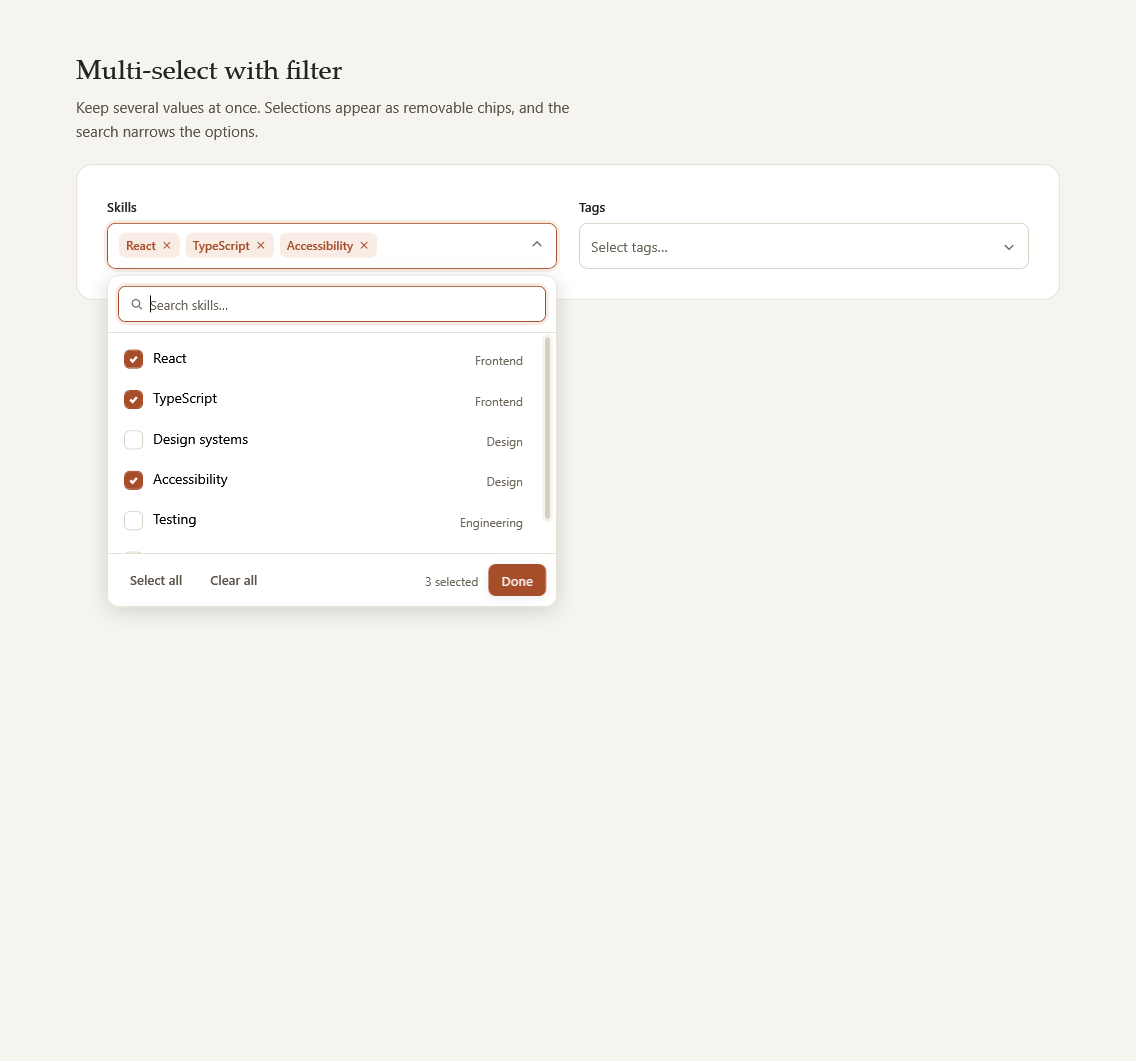 Multi-select with filter
Keep several values at once. Selections appear as removable chips, and the
search narrows the options.
Skills
Tags
React
TypeScript
Accessibility
Select tags...
Search skills...
React
Frontend
TypeScript
Frontend
Design systems
Design
Accessibility
Design
Testing
Engineering
Select all
Clear all
3 selected
Done